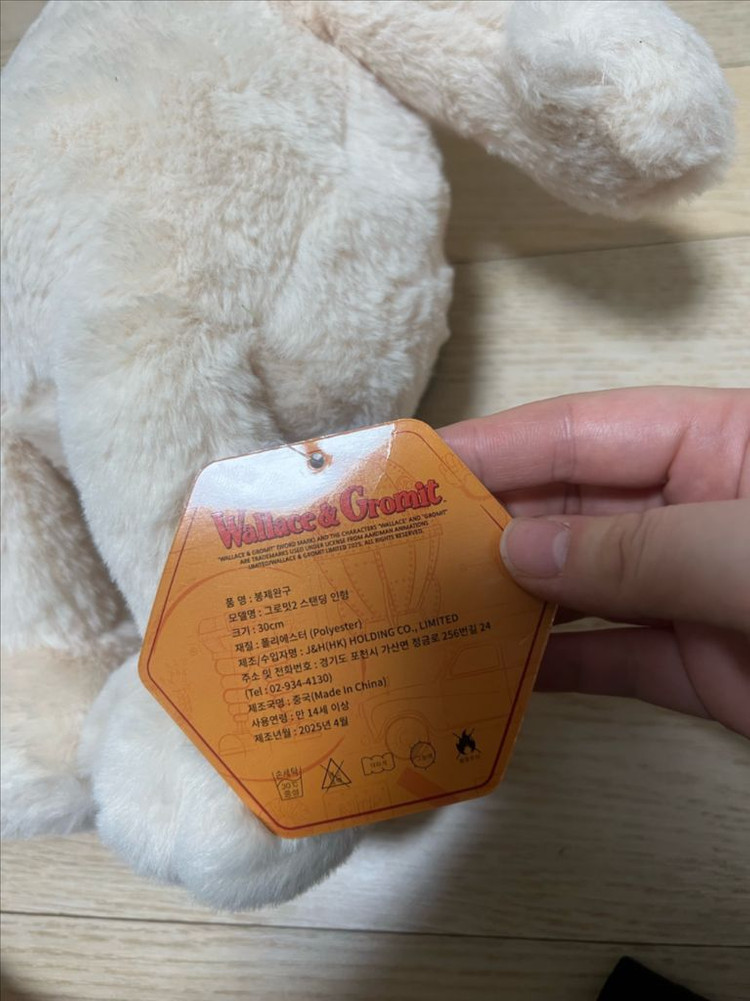 Wallace & Gromit
"WALLACE & GROMIT" (WORD MARK) AND THE CHARACTERS "WALLACE" AND "GROMIT"
ARE TRADEMARKS USED UNDER LICENSE FROM AARDMAN ANIMATIONS
LIMITED/WALLACE & GROMIT LIMITED 2025. ALL RIGHTS RESERVED.
품 명 : 봉제완구
모델명 : 그로밋2 스탠딩 인형
크기 : 30cm
재질 : 폴리에스터 (Polyester)
제조/수입자명 : J&H(HK) HOLDING CO., LIMITED
주소 및 전화번호 : 경기도 포천시 가산면 정금로 256번길 24
(Tel : 02-934-4130)
제조국명 : 중국(Made In China)
사용연령 : 만 14세 이상
제조년월 : 2025년 4월
손세탁
30℃
중성